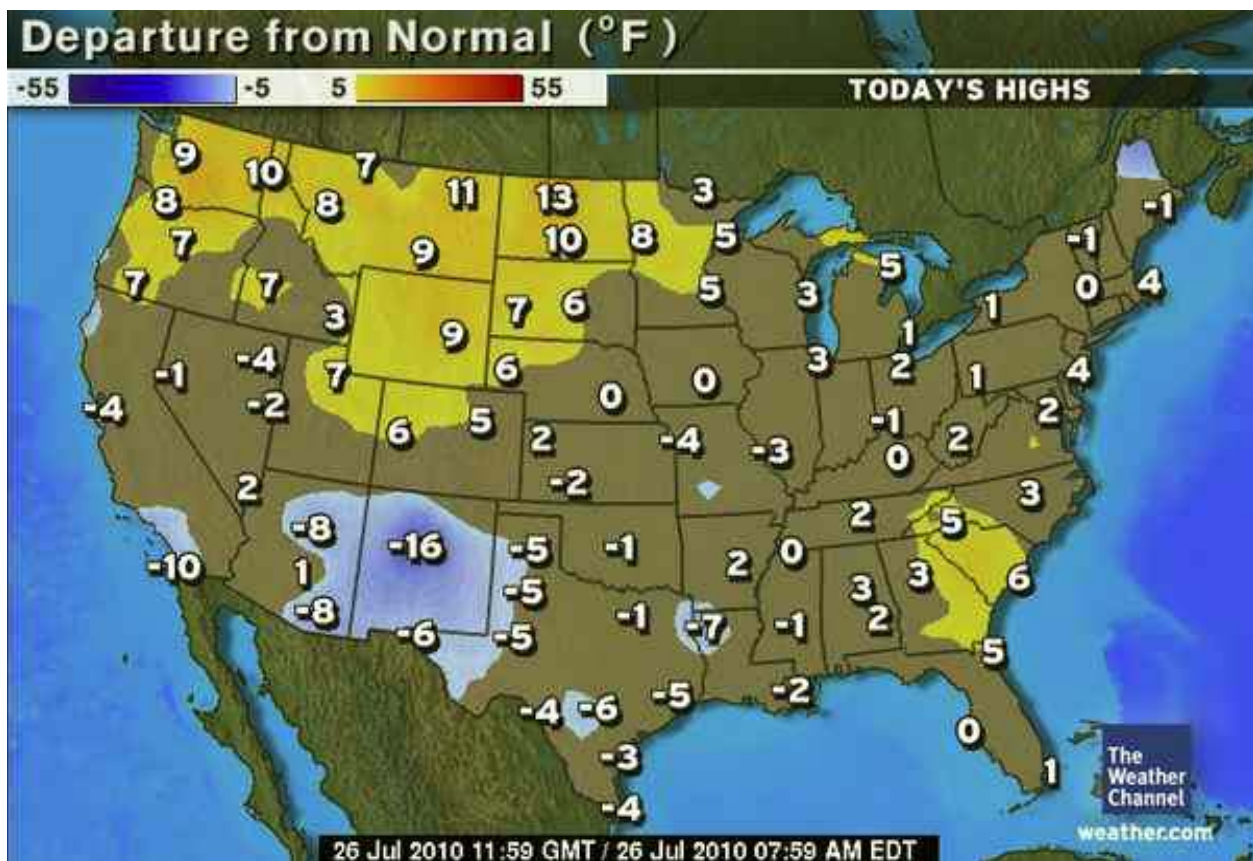 Departure from Normal (°F)
-55 -5 5 55 TODAY'S HIGHS
9 10 7 11 13 3
8 8 -1
7 10 8 5 -1
9 5
7 7 7 6 5 3 0 4
3 1
9 1
-4 3 2
-1 7 6 1 4
-2 0 0
-4 5 2
6 2 -4 -3 -1 2
0
2 -2 3
-8 2 5
-16 -5 -1 0
-10 1 2 3 6
-5 3
-8 -1 -7 -1 2
-6 -5 5
-5 -2
-4 -6 0
-3 1
-4
The
Weather
Channel
weather.com
26 Jul 2010 11:59 GMT / 26 Jul 2010 07:59 AM EDT